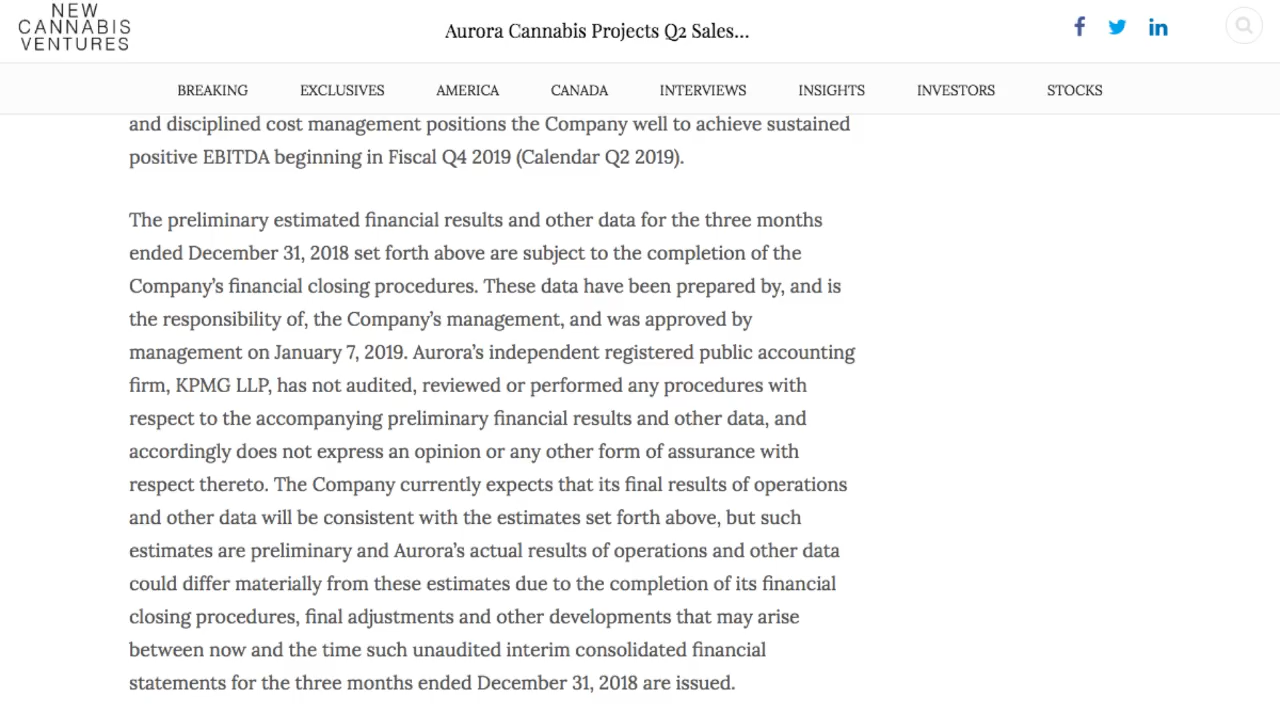 NEW
CANNABIS
VENTURES
Aurora Cannabis Projects Q2 Sales...
BREAKING EXCLUSIVES AMERICA CANADA INTERVIEWS INSIGHTS INVESTORS STOCKS
and disciplined cost management positions the Company well to achieve sustained
positive EBITDA beginning in Fiscal Q4 2019 (Calendar Q2 2019).
The preliminary estimated financial results and other data for the three months
ended December 31, 2018 set forth above are subject to the completion of the
Company’s financial closing procedures. These data have been prepared by, and is
the responsibility of, the Company’s management, and was approved by
management on January 7, 2019. Aurora’s independent registered public accounting
firm, KPMG LLP, has not audited, reviewed or performed any procedures with
respect to the accompanying preliminary financial results and other data, and
accordingly does not express an opinion or any other form of assurance with
respect thereto. The Company currently expects that its final results of operations
and other data will be consistent with the estimates set forth above, but such
estimates are preliminary and Aurora’s actual results of operations and other data
could differ materially from these estimates due to the completion of its financial
closing procedures, final adjustments and other developments that may arise
between now and the time such unaudited interim consolidated financial
statements for the three months ended December 31, 2018 are issued.